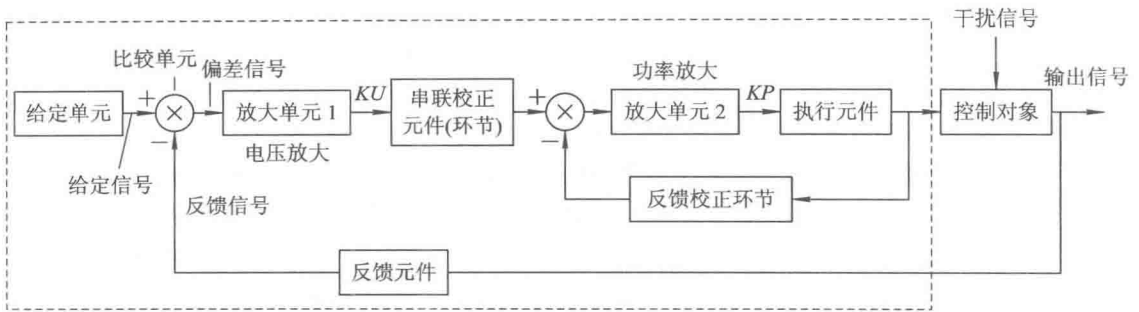 干扰信号
比较单元
偏差信号
功率放大
输出信号
给定单元
+
放大单元 1
KU
串联校正
元件(环节)
+
放大单元 2
KP
执行元件
控制对象
−
电压放大
−
给定信号
反馈信号
反馈校正环节
反馈元件